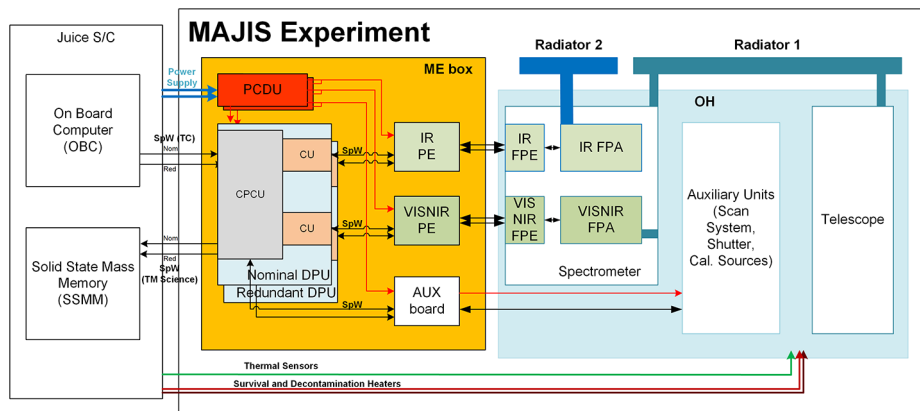 MAJIS Experiment
Juice S/C
Radiator 2
Radiator 1
Power
Supply
ME box
OH
PCDU
On Board
Computer
(OBC)
SpW (TC)
Nom
Red
CPCU
CU
SpW
IR
PE
IR
FPE
IR FPA
CU
SpW
VISNIR
PE
VIS
NIR
FPE
VISNIR
FPA
Spectrometer
Auxiliary Units
(Scan
System,
Shutter,
Cal. Sources)
Telescope
Solid State Mass
Memory
(SSMM)
Nom
Red
SpW
(TM Science)
Nominal DPU
Redundant DPU
SpW
AUX
board
Thermal Sensors
Survival and Decontamination Heaters